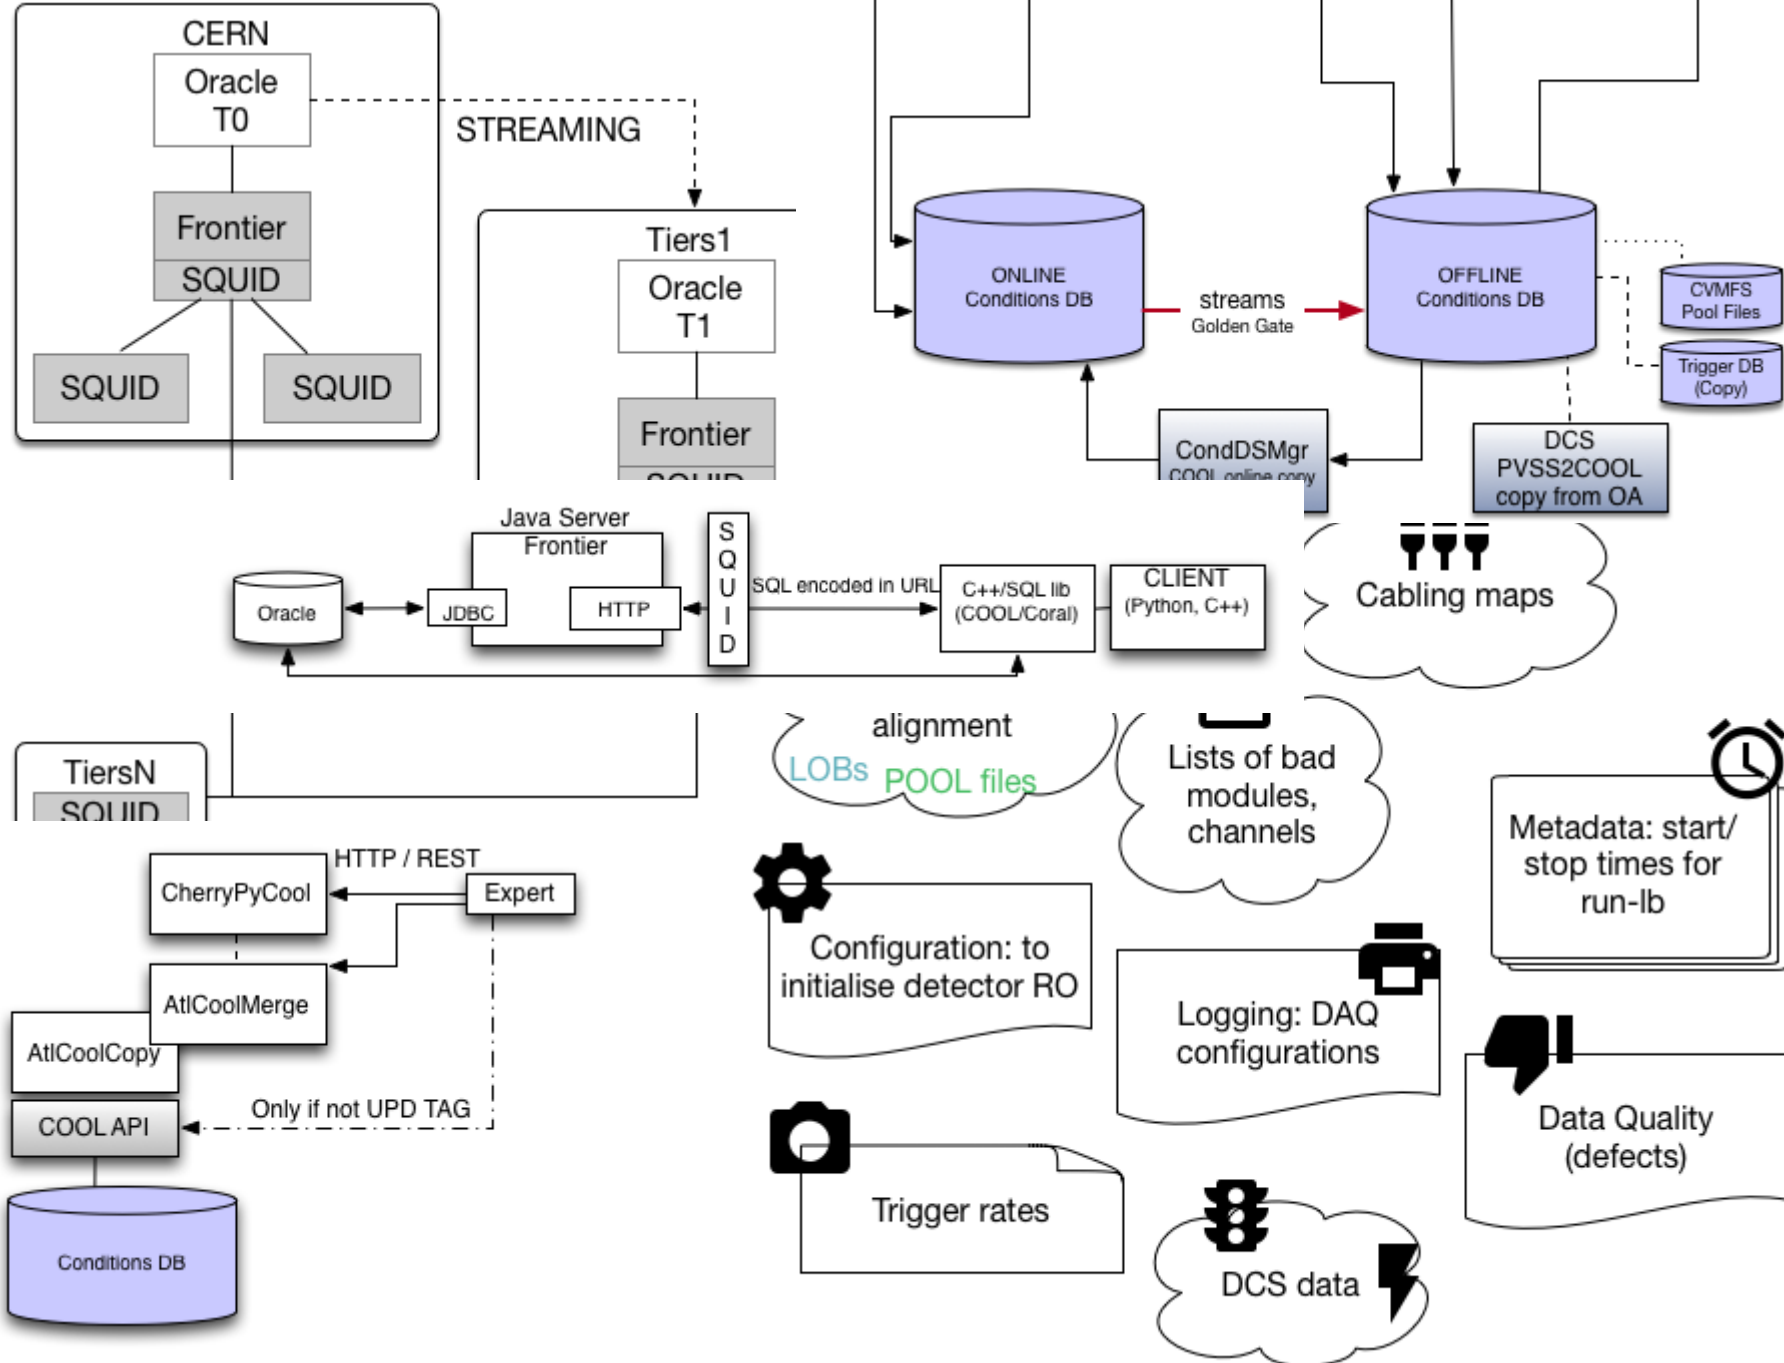 CERN
Oracle
T0
STREAMING
Frontier
SQUID
SQUID
SQUID
Tiers1
Oracle
T1
Frontier
SQUID
ONLINE
Conditions DB
streams
Golden Gate
OFFLINE
Conditions DB
CVMFS
Pool Files
Trigger DB
(Copy)
CondDSMgr
COOL online copy
DCS
PVSS2COOL
copy from OA
Java Server
Frontier
Oracle
JDBC
HTTP
S
Q
U
I
D
SQL encoded in URL
C++/SQL lib
(COOL/Coral)
CLIENT
(Python, C++)
Cabling maps
TiersN
SQUID
alignment
LOBs POOL files
Lists of bad
modules,
channels
Metadata: start/
stop times for
run-lb
CherryPyCool
HTTP / REST
Expert
AtlCoolMerge
AtlCoolCopy
COOL API
Only if not UPD TAG
Conditions DB
Configuration: to
initialise detector RO
Logging: DAQ
configurations
Data Quality
(defects)
Trigger rates
DCS data